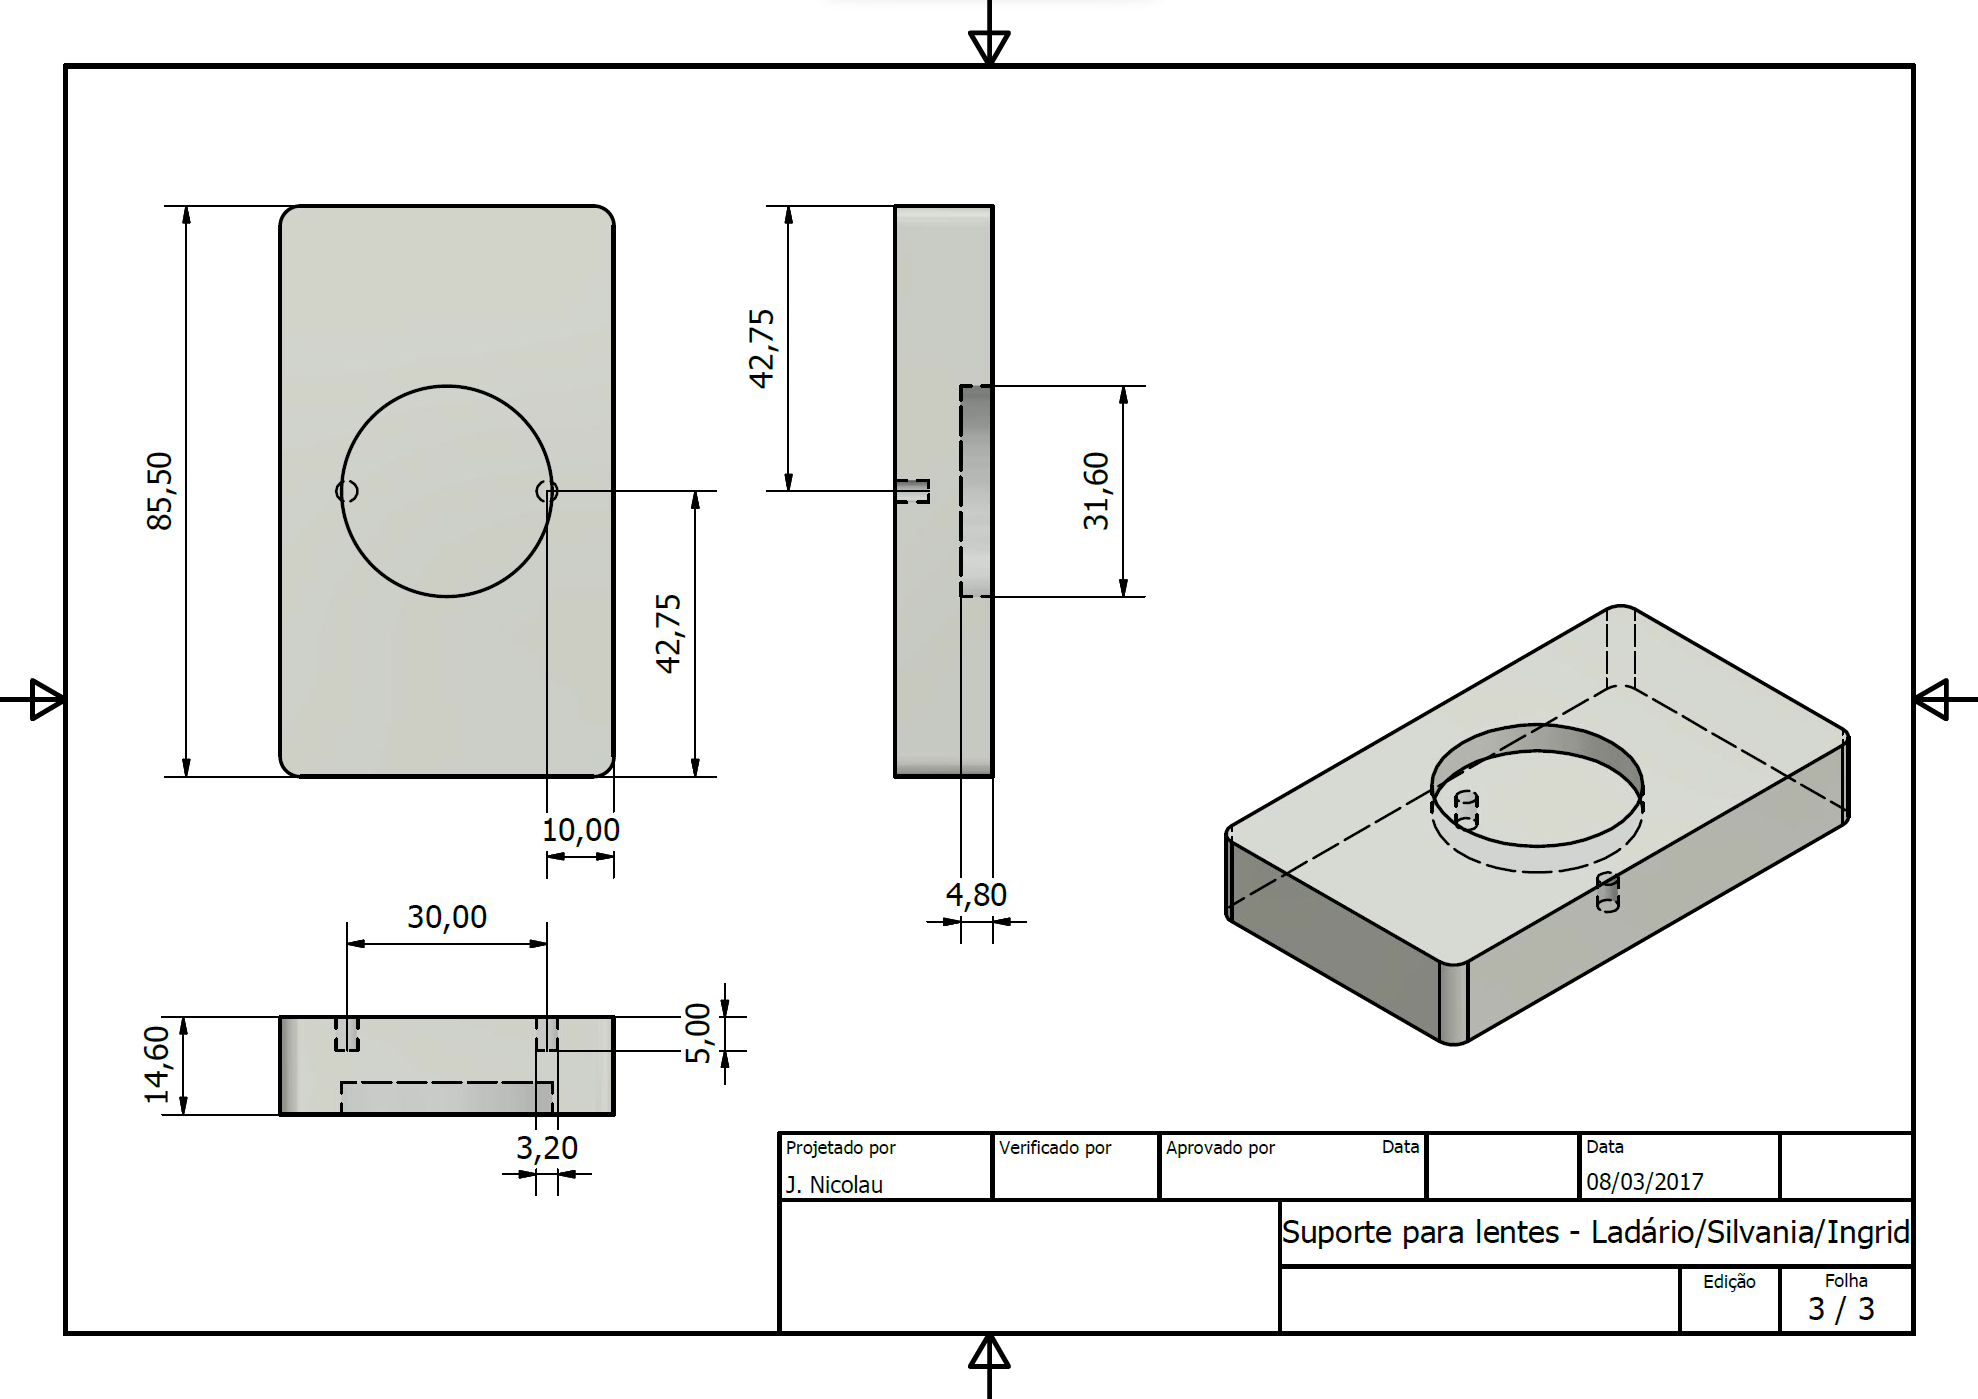 85,50
42,75
10,00
42,75
31,60
4,80
30,00
14,60
5,00
3,20
Projetado por
J. Nicolau
Verificado por
Aprovado por
Data
Data
08/03/2017
Suporte para lentes - Ladário/Silvania/Ingrid
Edição
Folha
3 / 3